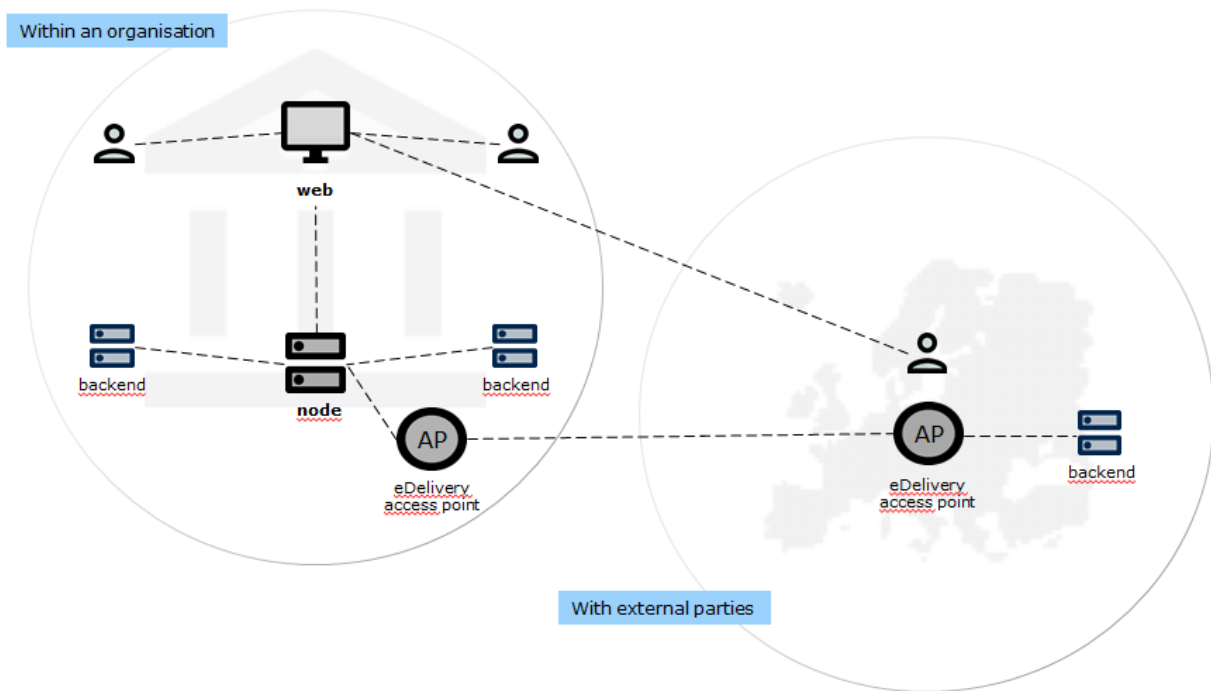 Within an organisation
web
backend
backend
node
AP
AP
eDelivery
access point
eDelivery
access point
backend
With external parties